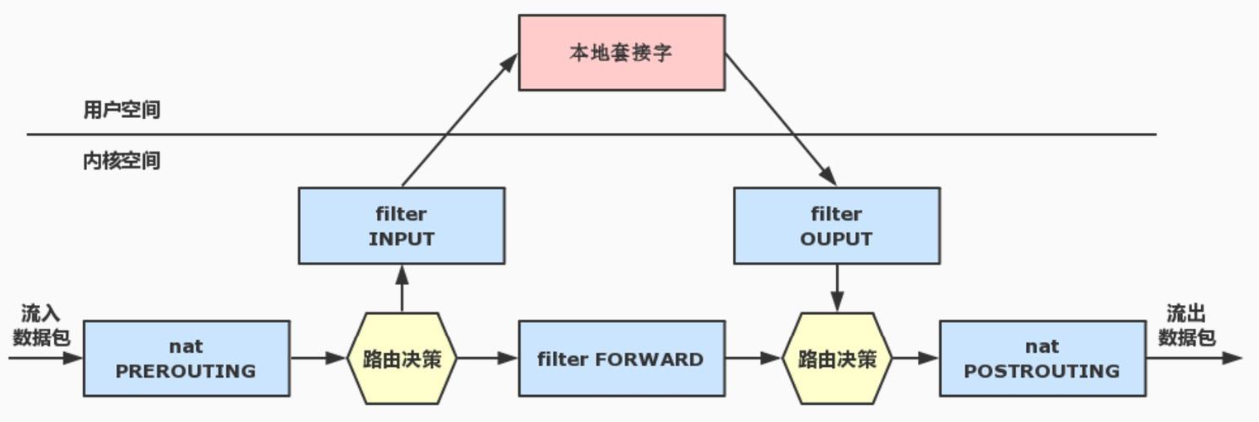 本地套接字
用户空间
内核空间
filter
INPUT
filter
OUPUT
流入
数据包
nat
PREROUTING
路由决策
filter FORWARD
路由决策
nat
POSTROUTING
流出
数据包